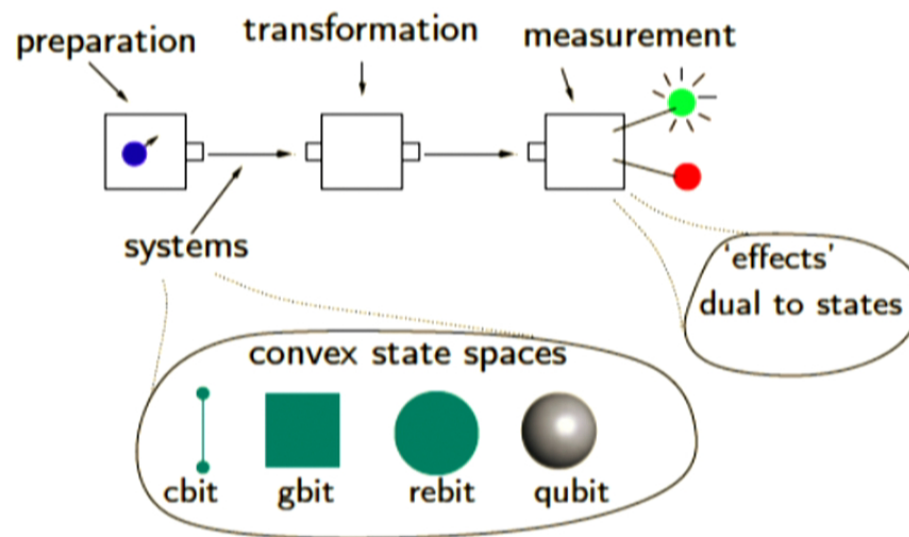 preparation
transformation
measurement
systems
'effects'
dual to states
convex state spaces
cbit
gbit
rebit
qubit